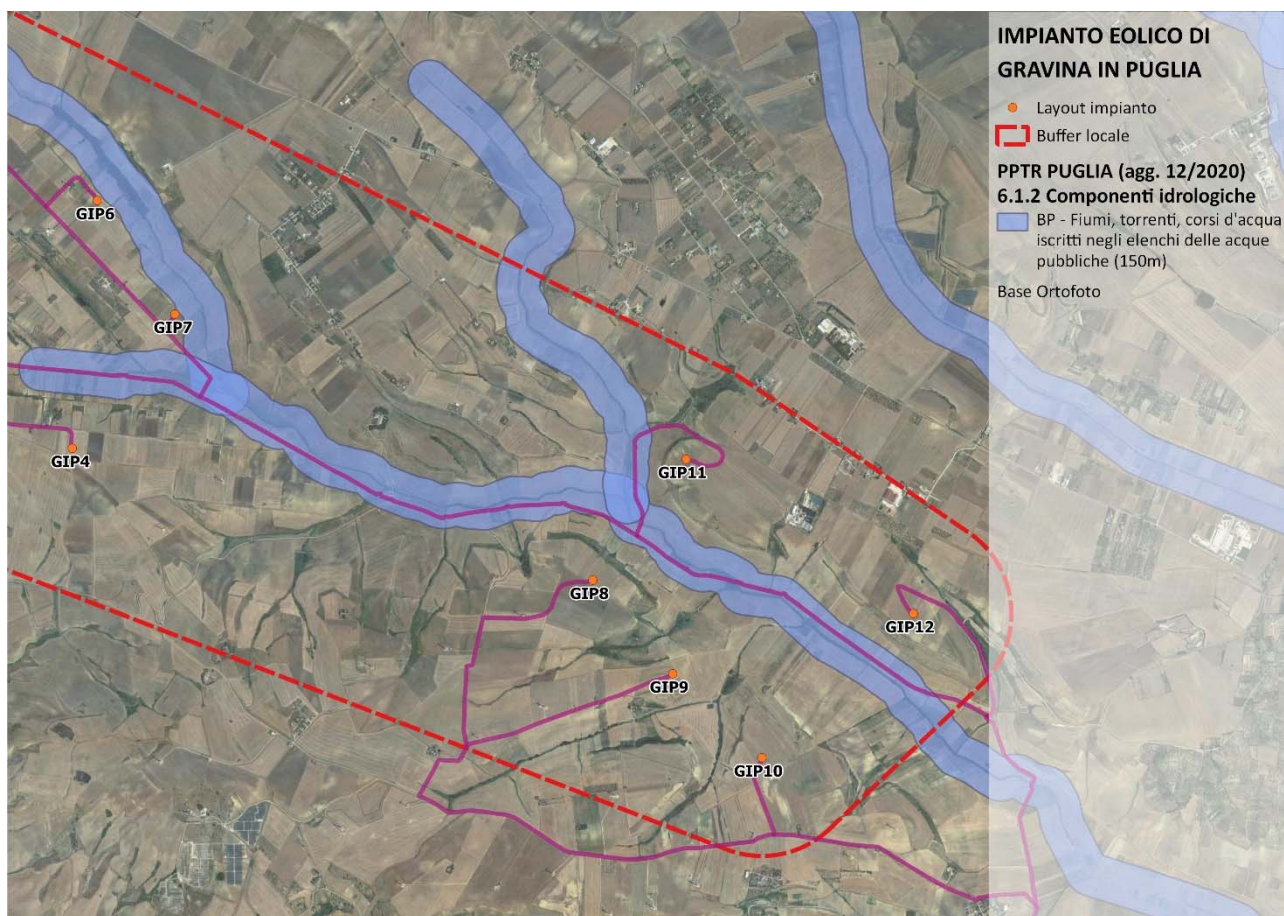 IMPIANTO EOLICO DI
GRAVINA IN PUGLIA
Layout impianto
Buffer locale
PPTR PUGLIA (agg. 12/2020)
6.1.2 Componenti idrologiche
BP - Fiumi, torrenti, corsi d'acqua
iscritti negli elenchi delle acque
pubbliche (150m)
Base Ortofoto
GIP6
GIP7
GIP4
GIP11
GIP8
GIP12
GIP9
GIP10